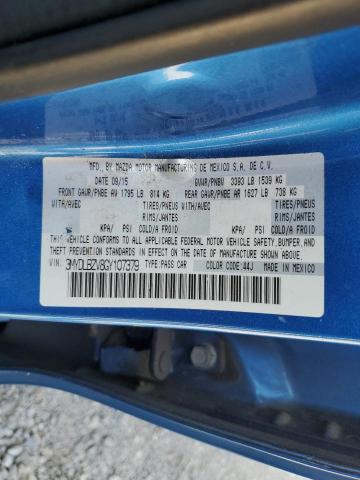 MFD. BY MAZDA MOTOR MANUFACTURING DE MEXICO S.A. DE C.V.
DATE 09/15 GVWR/PNBV 3393 LB 1539 KG
FRONT GAWR/PNBE AV 1795 LB 814 KG REAR GAWR/PNBE AR 1627 LB 738 KG
WITH/AVEC TIRES/PNEUS WITH/AVEC TIRES/PNEUS
RIMS/JANTES RIMS/JANTES
KPA/ PSI COLD/A FROID KPA/ PSI COLD/A FROID
THIS VEHICLE CONFORMS TO ALL APPLICABLE FEDERAL MOTOR VEHICLE SAFETY,BUMPER,AND
THEFT PREVENTION STANDARDS IN EFFECT ON THE DATE OF MANUFACTURE
SHOWN ABOVE.
VIN: 3MYDLBZV8GY107379 TYPE:PASS CAR COLOR CODE:44J MADE IN MEXICO